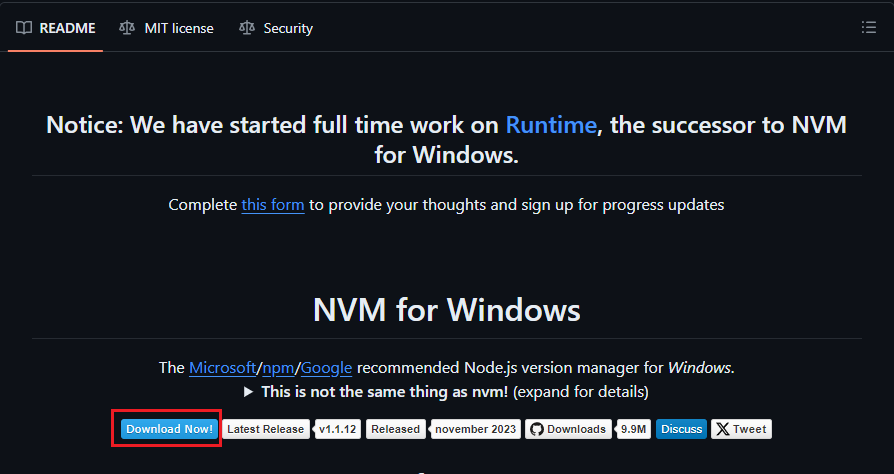 README MIT license Security
Notice: We have started full time work on Runtime, the successor to NVM
for Windows.
Complete this form to provide your thoughts and sign up for progress updates
NVM for Windows
The Microsoft/npm/Google recommended Node.js version manager for Windows.
▶ This is not the same thing as nvm! (expand for details)
Download Now! Latest Release v1.1.12 Released november 2023 Downloads 9.9M Discuss X Tweet